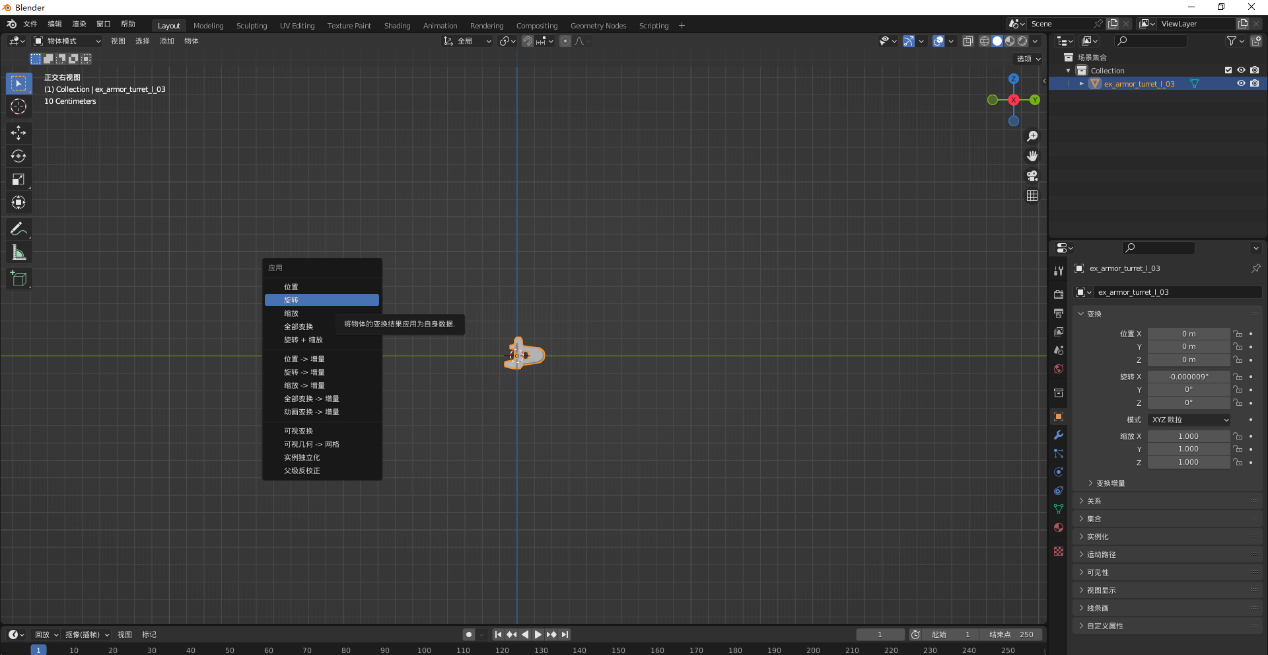 Blender
文件 编辑 渲染 窗口 帮助 Layout Modeling Sculpting UV Editing Texture Paint Shading Animation Rendering Compositing Geometry Nodes Scripting + Scene ViewLayer
物体模式 视图 选择 添加 物体 全局
选项
正交右视图
(1) Collection | ex_armor_turret_l_03
10 Centimeters
Z
X
Y
应用
位置
旋转
缩放
全部变换
旋转 + 缩放
将物体的变换结果应用为自身数据.
位置 -> 增量
旋转 -> 增量
缩放 -> 增量
全部变换 -> 增量
动画变换 -> 增量
可视变换
可视几何 -> 网格
实例独立化
父级反校正
场景集合
Collection
ex_armor_turret_l_03
ex_armor_turret_l_03
ex_armor_turret_l_03
变换
位置 X 0 m
Y 0 m
Z 0 m
旋转 X -0.000009°
Y 0°
Z 0°
模式 XYZ 欧拉
缩放 X 1.000
Y 1.000
Z 1.000
变换增量
关系
集合
实例化
运动路径
可见性
视图显示
线条画
自定义属性
回放 抠像(插帧) 视图 标记 1 起始 1 结束点 250
1 10 20 30 40 50 60 70 80 90 100 110 120 130 140 150 160 170 180 190 200 210 220 230 240 250